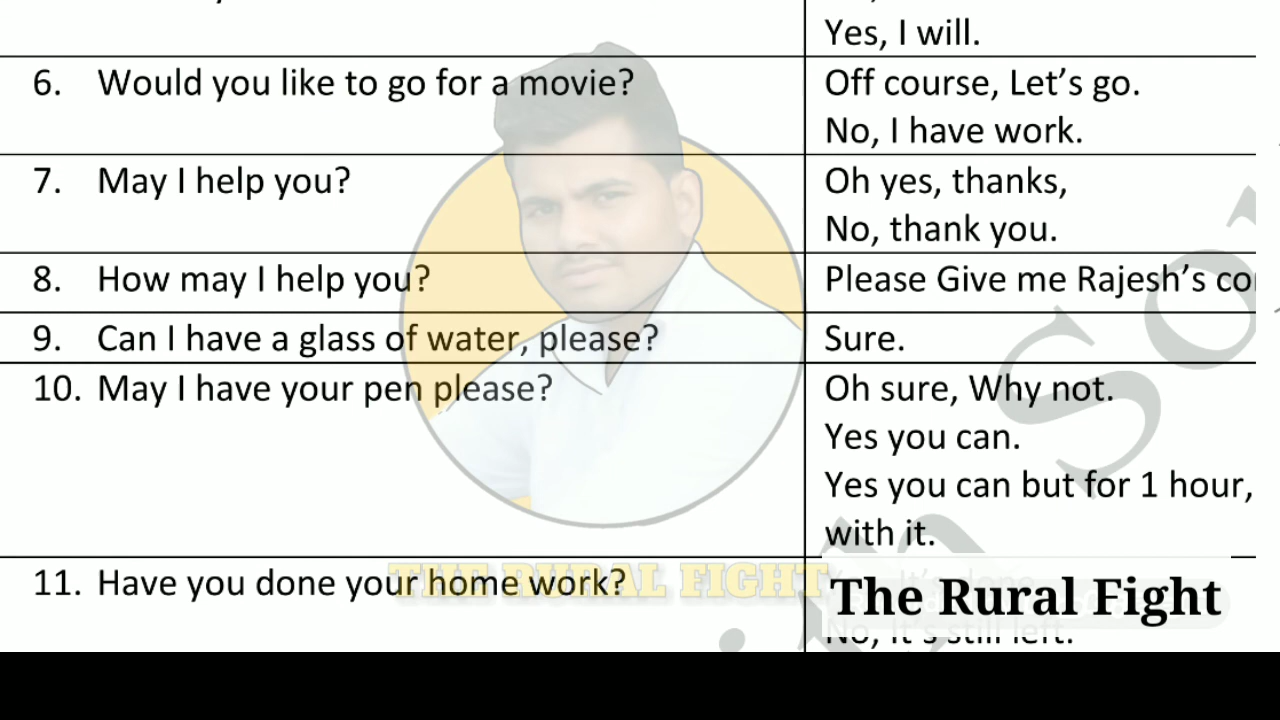 Yes, I will.
6. Would you like to go for a movie?
Off course, Let’s go.
No, I have work.
7. May I help you?
Oh yes, thanks,
No, thank you.
8. How may I help you?
Please Give me Rajesh’s
9. Can I have a glass of water, please?
Sure.
10. May I have your pen please?
Oh sure, Why not.
Yes you can.
Yes you can but for 1 hour,
with it.
11. Have you done your home work?
THE RURAL FIGHT
The Rural Fight
No, It’s still left.